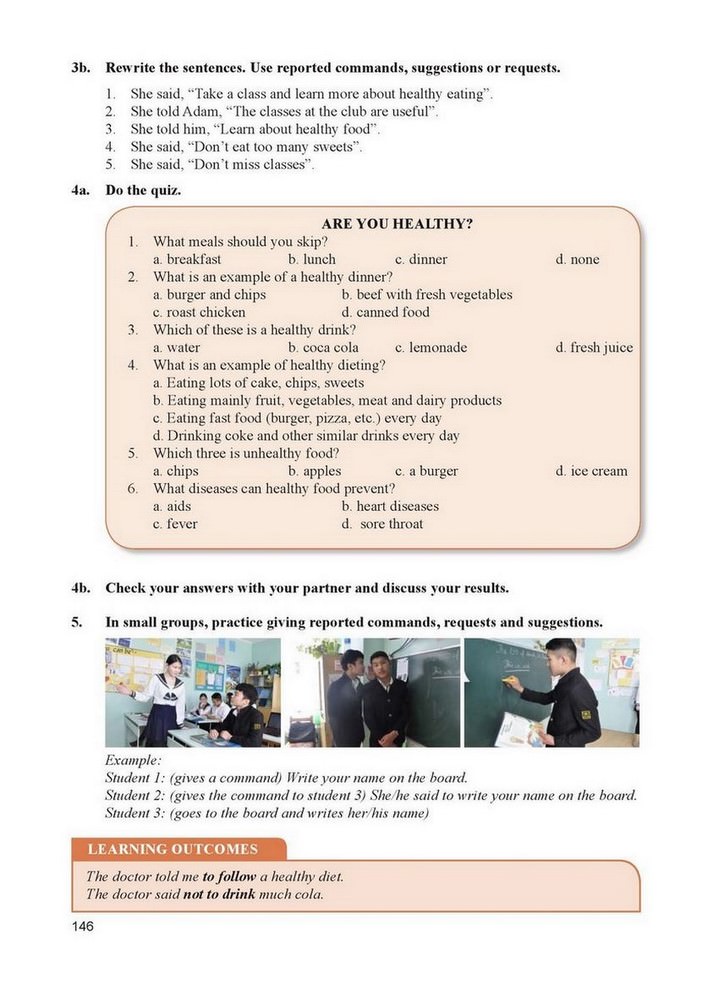 3b. Rewrite the sentences. Use reported commands, suggestions or requests.
1. She said, “Take a class and learn more about healthy eating”.
2. She told Adam, “The classes at the club are useful”.
3. She told him, “Learn about healthy food”.
4. She said, “Don’t eat too many sweets”.
5. She said, “Don’t miss classes”.
4a. Do the quiz.
ARE YOU HEALTHY?
1. What meals should you skip?
a. breakfast b. lunch c. dinner d. none
2. What is an example of a healthy dinner?
a. burger and chips b. beef with fresh vegetables
c. roast chicken d. canned food
3. Which of these is a healthy drink?
a. water b. coca cola c. lemonade d. fresh juice
4. What is an example of healthy dieting?
a. Eating lots of cake, chips, sweets
b. Eating mainly fruit, vegetables, meat and dairy products
c. Eating fast food (burger, pizza, etc.) every day
d. Drinking coke and other similar drinks every day
5. Which three is unhealthy food?
a. chips b. apples c. a burger d. ice cream
6. What diseases can healthy food prevent?
a. aids b. heart diseases
c. fever d. sore throat
4b. Check your answers with your partner and discuss your results.
5. In small groups, practice giving reported commands, requests and suggestions.
Example:
Student 1: (gives a command) Write your name on the board.
Student 2: (gives the command to student 3) She/he said to write your name on the board.
Student 3: (goes to the board and writes her/his name)
LEARNING OUTCOMES
The doctor told me to follow a healthy diet.
The doctor said not to drink much cola.
146